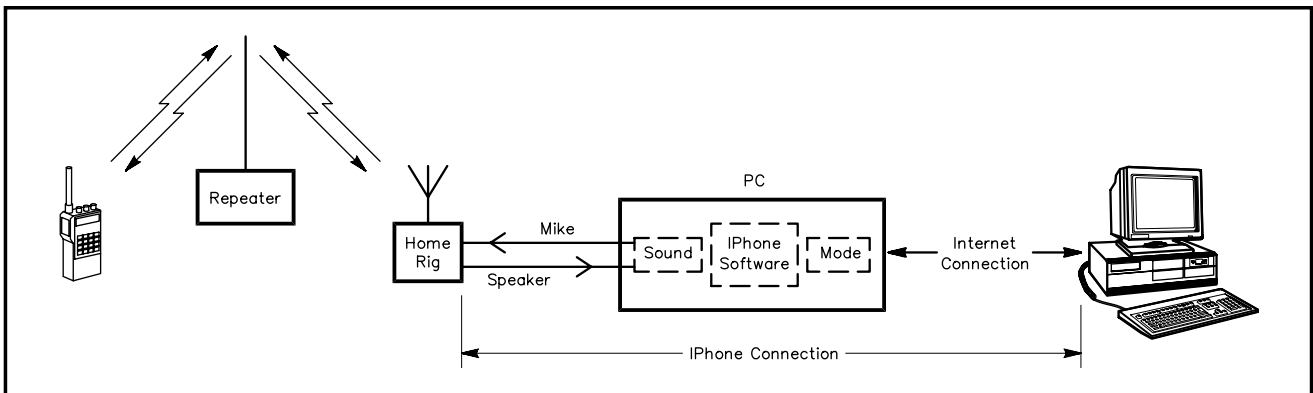 Repeater
Home
Rig
Mike
Speaker
PC
Sound
IPhone
Software
Mode
Internet
Connection
IPhone Connection